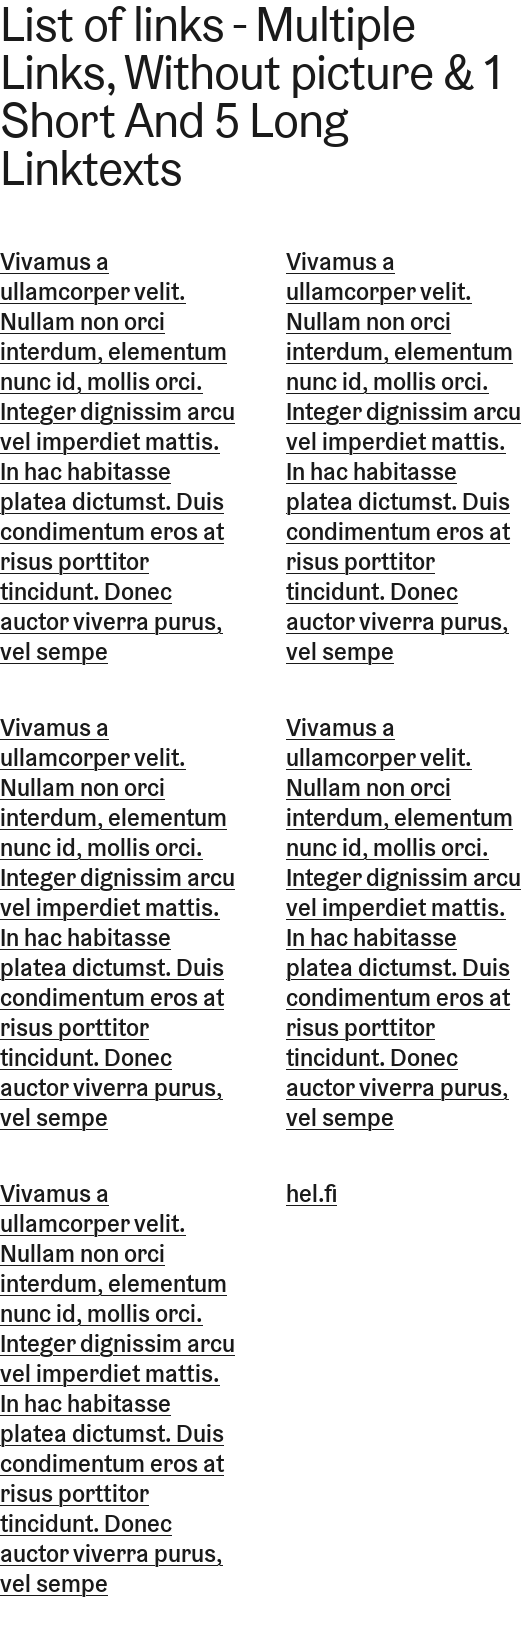 List of links - Multiple
Links, Without picture & 1
Short And 5 Long
Linktexts
Vivamus a
ullamcorper velit.
Nullam non orci
interdum, elementum
nunc id, mollis orci.
Integer dignissim arcu
vel imperdiet mattis.
In hac habitasse
platea dictumst. Duis
condimentum eros at
risus porttitor
tincidunt. Donec
auctor viverra purus,
vel sempe
Vivamus a
ullamcorper velit.
Nullam non orci
interdum, elementum
nunc id, mollis orci.
Integer dignissim arcu
vel imperdiet mattis.
In hac habitasse
platea dictumst. Duis
condimentum eros at
risus porttitor
tincidunt. Donec
auctor viverra purus,
vel sempe
Vivamus a
ullamcorper velit.
Nullam non orci
interdum, elementum
nunc id, mollis orci.
Integer dignissim arcu
vel imperdiet mattis.
In hac habitasse
platea dictumst. Duis
condimentum eros at
risus porttitor
tincidunt. Donec
auctor viverra purus,
vel sempe
Vivamus a
ullamcorper velit.
Nullam non orci
interdum, elementum
nunc id, mollis orci.
Integer dignissim arcu
vel imperdiet mattis.
In hac habitasse
platea dictumst. Duis
condimentum eros at
risus porttitor
tincidunt. Donec
auctor viverra purus,
vel sempe
Vivamus a
ullamcorper velit.
Nullam non orci
interdum, elementum
nunc id, mollis orci.
Integer dignissim arcu
vel imperdiet mattis.
In hac habitasse
platea dictumst. Duis
condimentum eros at
risus porttitor
tincidunt. Donec
auctor viverra purus,
vel sempe
hel.fi